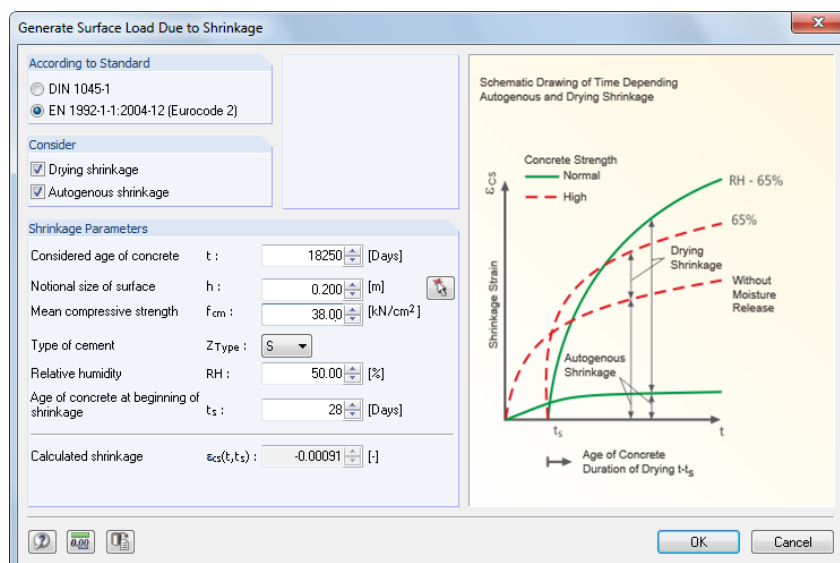 Generate Surface Load Due to Shrinkage
According to Standard
DIN 1045-1
EN 1992-1-1:2004-12 (Eurocode 2)
Consider
Drying shrinkage
Autogenous shrinkage
Shrinkage Parameters
Considered age of concrete t : 18250 [Days]
Notional size of surface h : 0.200 [m]
Mean compressive strength fcm : 38.00 [kN/cm²]
Type of cement ZType : S
Relative humidity RH : 50.00 [%]
Age of concrete at beginning of
shrinkage ts : 28 [Days]
Calculated shrinkage εcs(t,ts) : -0.00091 [-]
Schematic Drawing of Time Depending
Autogenous and Drying Shrinkage
Concrete Strength
Normal
High
εcs
RH - 65%
65%
Drying
Shrinkage
Without
Moisture
Release
Shrinkage Strain
Autogenous
Shrinkage
ts
t
Age of Concrete
Duration of Drying t-ts
0.00
OK
Cancel